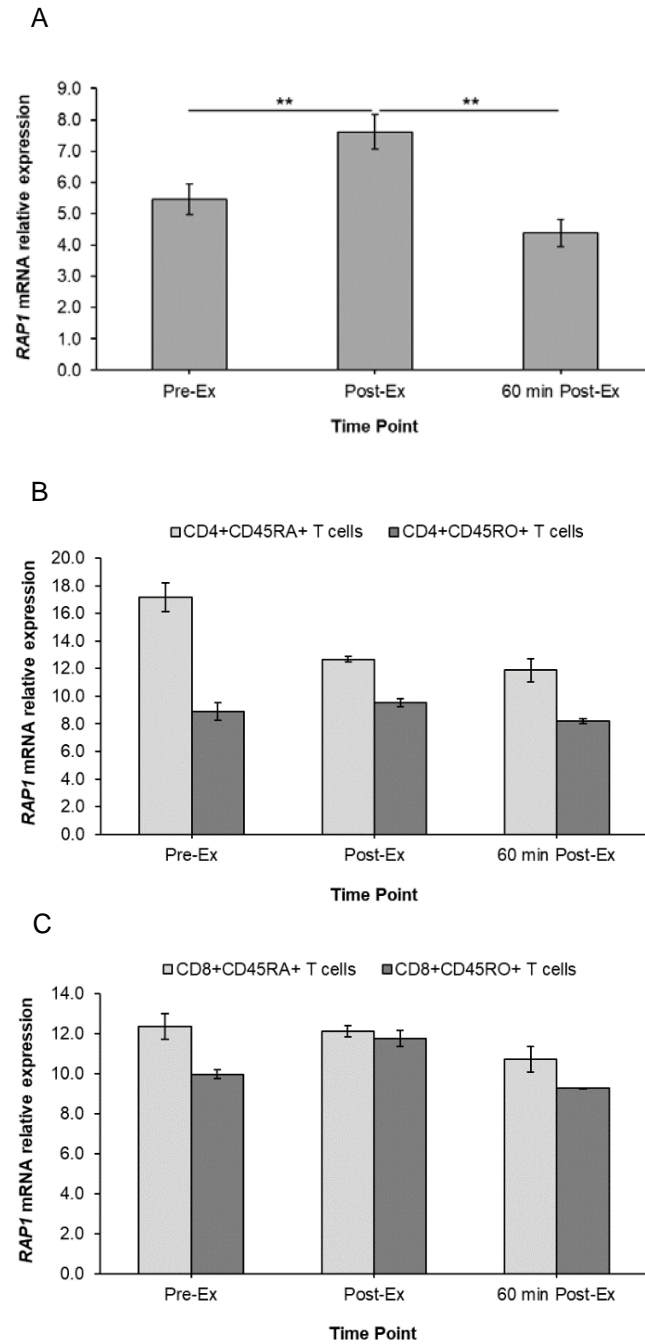 A
RAP1 mRNA relative expression
9.0
8.0
7.0
6.0
5.0
4.0
3.0
2.0
1.0
0.0
** **
Pre-Ex Post-Ex 60 min Post-Ex
Time Point
B
CD4+CD45RA+ T cells CD4+CD45RO+ T cells
RAP1 mRNA relative expression
20.0
18.0
16.0
14.0
12.0
10.0
8.0
6.0
4.0
2.0
0.0
Pre-Ex Post-Ex 60 min Post-Ex
Time Point
C
CD8+CD45RA+ T cells CD8+CD45RO+ T cells
RAP1 mRNA relative expression
14.0
12.0
10.0
8.0
6.0
4.0
2.0
0.0
Pre-Ex Post-Ex 60 min Post-Ex
Time Point